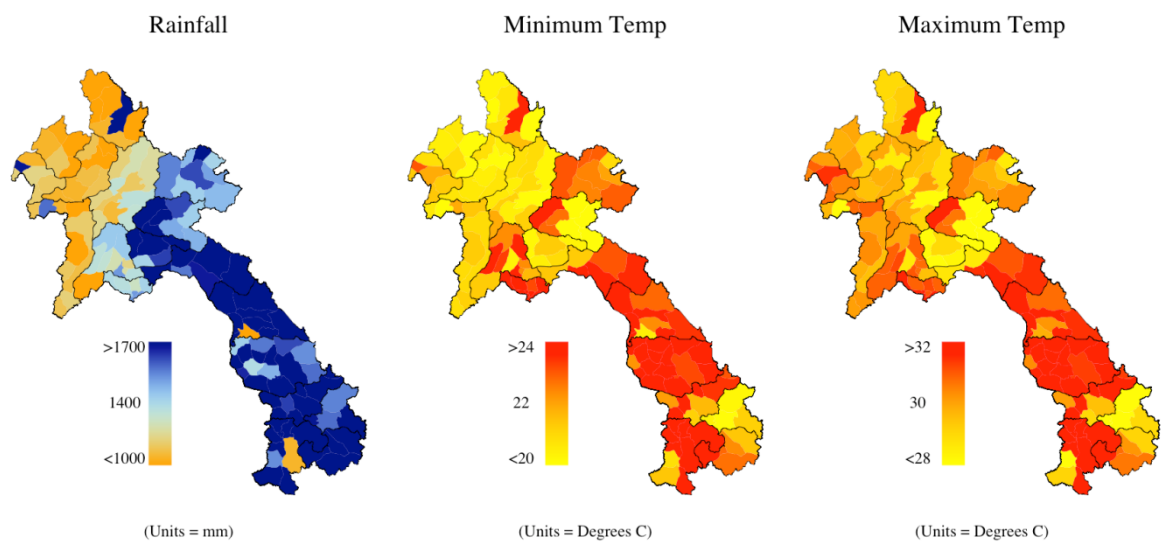 Rainfall
Minimum Temp
Maximum Temp
>1700
1400
<1000
>24
22
<20
>32
30
<28
(Units = mm)
(Units = Degrees C)
(Units = Degrees C)